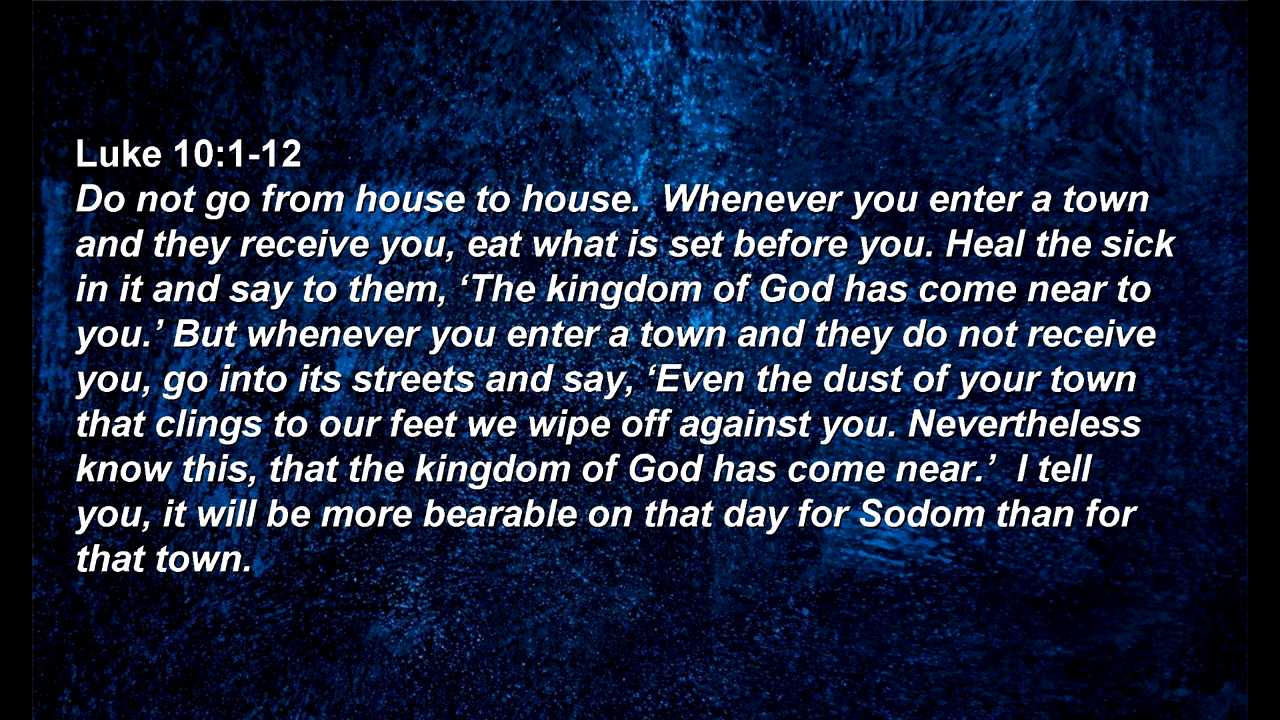 Luke 10:1-12
Do not go from house to house.  Whenever you enter a town
and they receive you, eat what is set before you. Heal the sick
in it and say to them, ‘The kingdom of God has come near to
you.’ But whenever you enter a town and they do not receive
you, go into its streets and say, ‘Even the dust of your town
that clings to our feet we wipe off against you. Nevertheless
know this, that the kingdom of God has come near.’  I tell
you, it will be more bearable on that day for Sodom than for
that town.